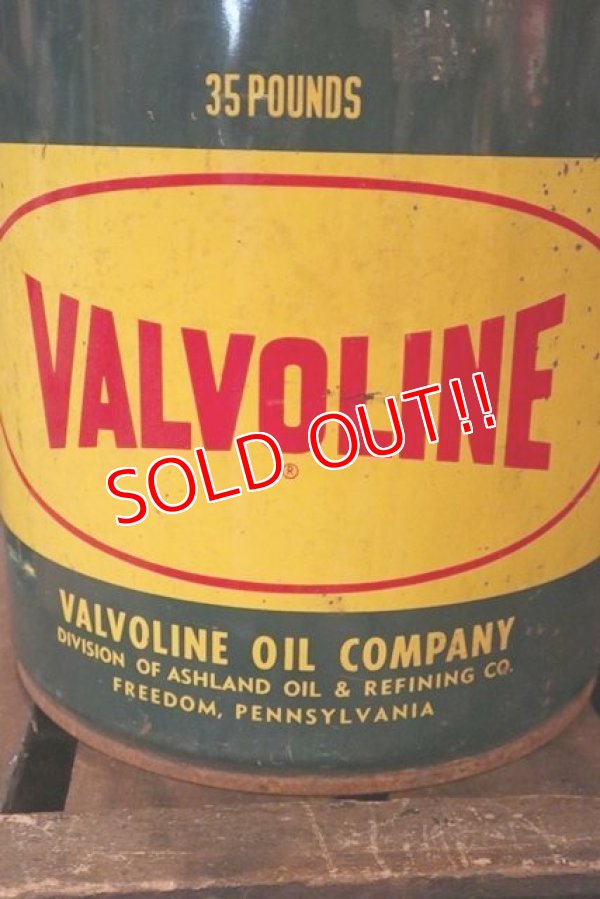 35 POUNDS
VALVOLINE
®
SOLD OUT!!
VALVOLINE OIL COMPANY
DIVISION OF ASHLAND OIL & REFINING CO.
FREEDOM, PENNSYLVANIA